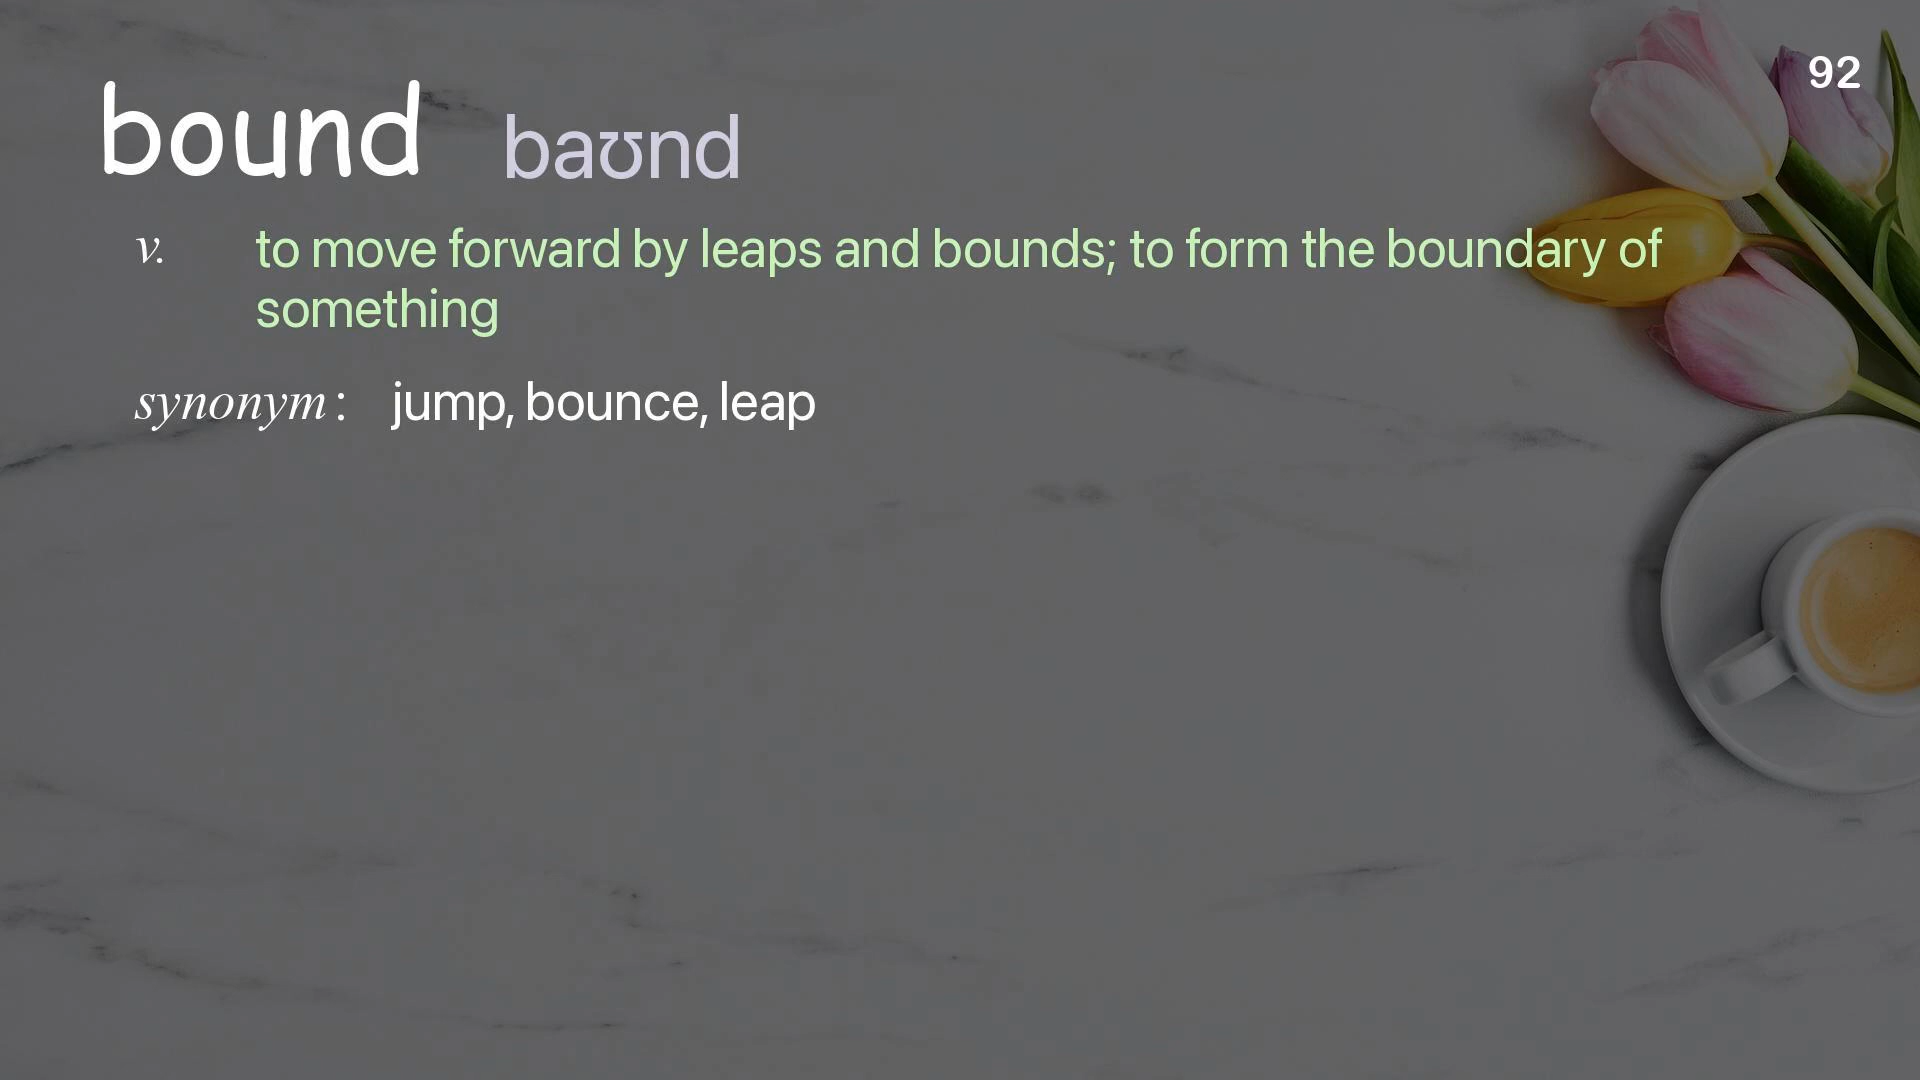 92
bound baʊnd
v. to move forward by leaps and bounds; to form the boundary of
something
synonym : jump, bounce, leap